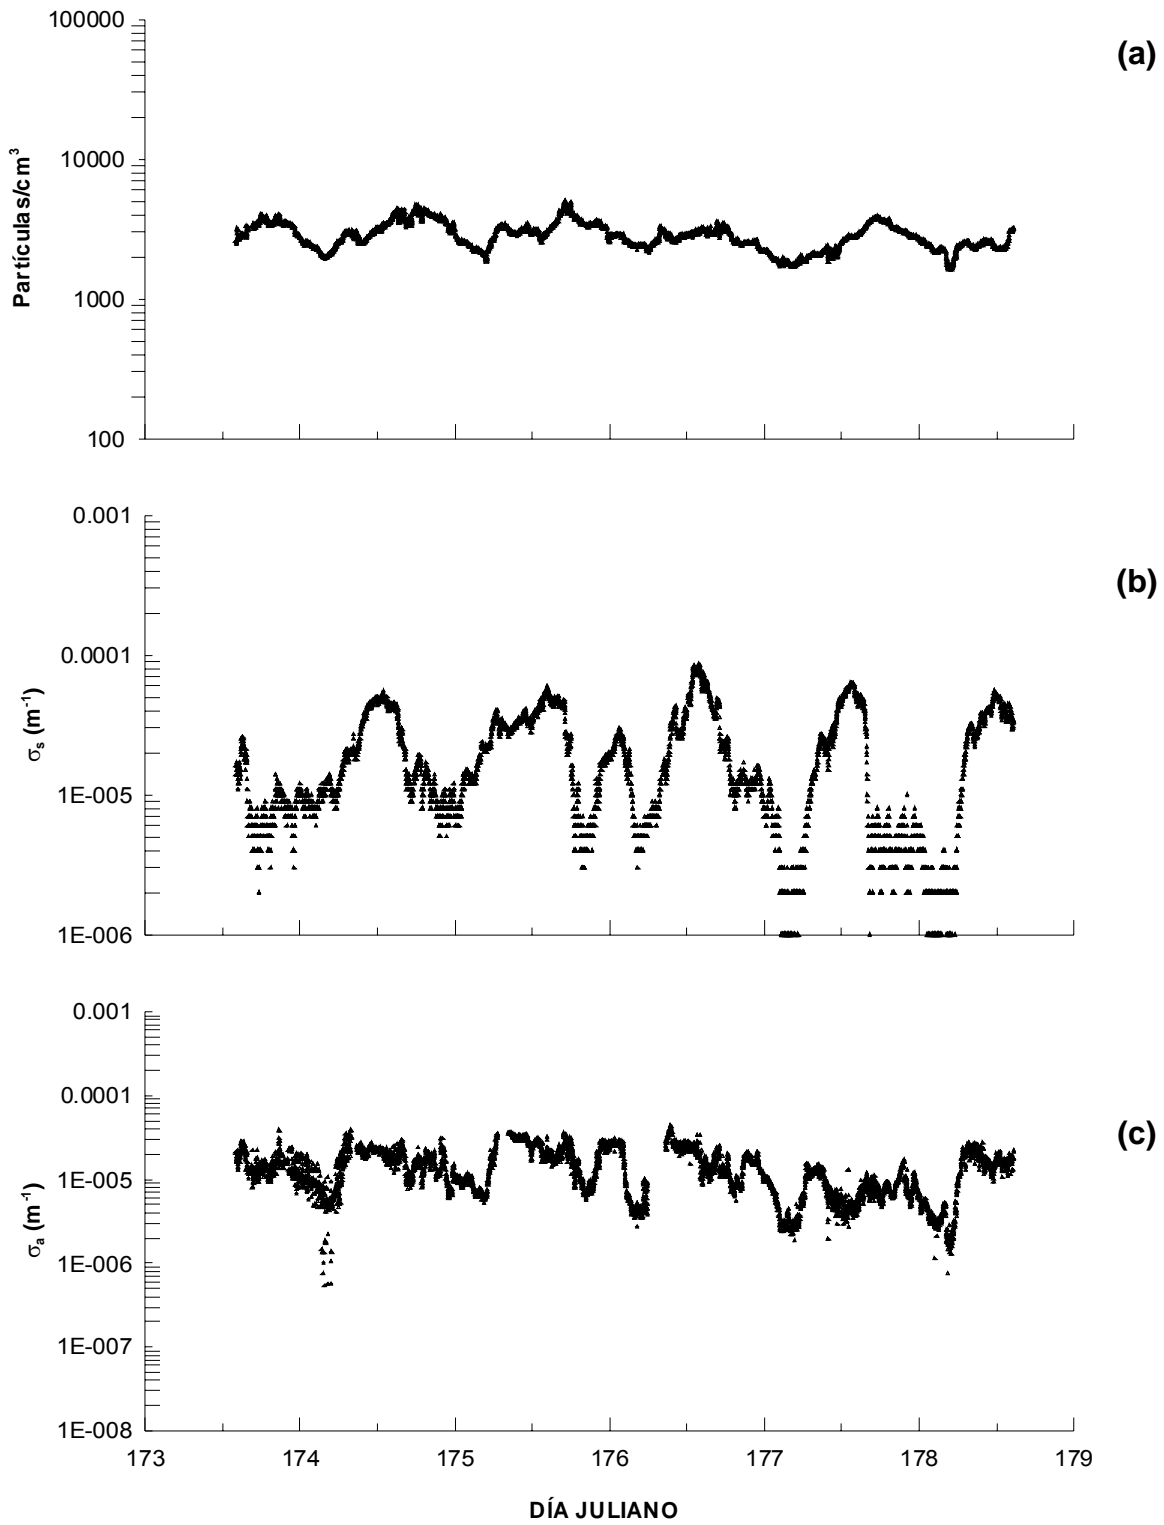 100000
(a)
10000
Partículas/cm³
1000
100
0.001
(b)
0.0001
σs (m-1)
1E-005
1E-006
0.001
0.0001
(c)
1E-005
σa (m-1)
1E-006
1E-007
1E-008
173 174 175 176 177 178 179
DÍA JULIANO